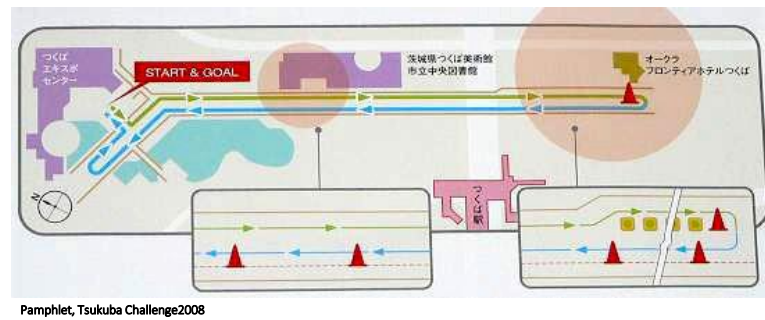 つくば
エキスポ
センター
START & GOAL
茨城県つくば美術館
市立中央図書館
オークラ
フロンティアホテルつくば
N
つくば駅
Pamphlet, Tsukuba Challenge2008